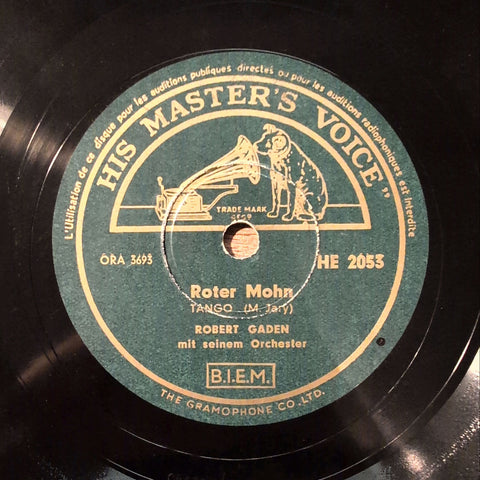 L'Utilisation de ce disque pour les auditions publiques directes ou pour les auditions radiophoniques est Interdite
HIS MASTER'S VOICE"
TRADE MARK
ORA 3693
HE 2053
Roter Mohn
TANGO (M. Jary)
ROBERT GADEN
mit seinem Orchester
B.I.E.M.
THE GRAMOPHONE CO., LTD.